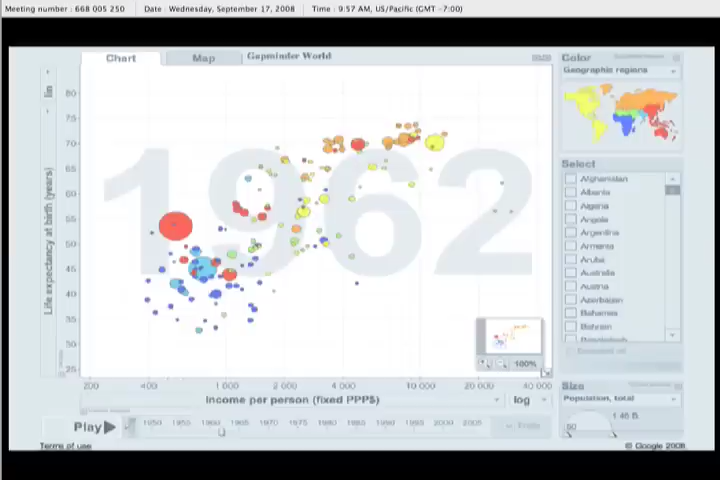 Meeting number : 668 005 250 Date : Wednesday, September 17, 2008 Time : 9:57 AM, US/Pacific (GMT -7:00)
Chart Map Gapminder World
Color
Geographic regions
1962
lin
Life expectancy at birth (years)
80
75
70
65
60
55
50
45
40
35
30
25
Select
Afghanistan
Albania
Algeria
Angola
Argentina
Armenia
Aruba
Australia
Austria
Azerbaijan
Bahamas
Bahrain
Bangladesh
100%
200 400 1 000 2 000 4 000 10 000 20 000 40 000
Income per person (fixed PPP$) log
Size
Population, total
Play 1950 1955 1960 1965 1970 1975 1980 1985 1990 1995 2000 2005
Terms of use
© Google 2008